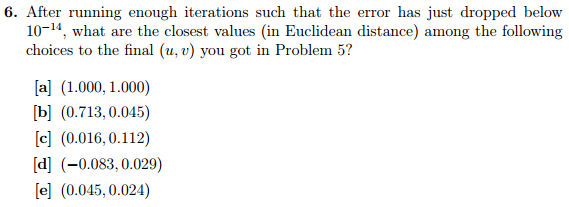 6. After running enough iterations such that the error has just dropped below
10⁻¹⁴, what are the closest values (in Euclidean distance) among the following
choices to the final (u, v) you got in Problem 5?
[a] (1.000, 1.000)
[b] (0.713, 0.045)
[c] (0.016, 0.112)
[d] (−0.083, 0.029)
[e] (0.045, 0.024)